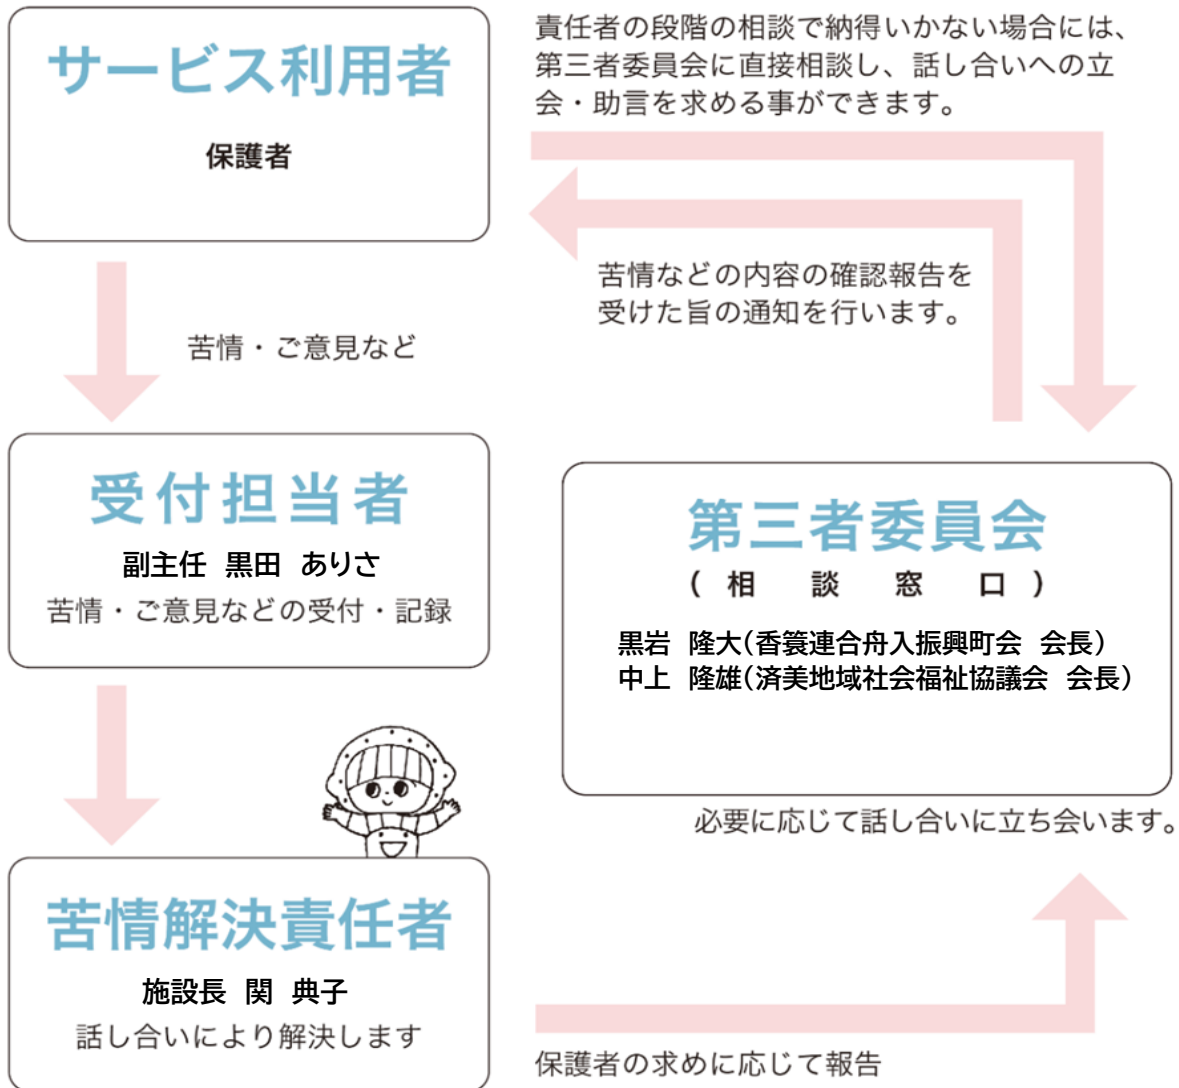 サービス利用者
保護者
責任者の段階の相談で納得いかない場合には、
第三者委員会に直接相談し、話し合いへの立
会・助言を求める事ができます。
苦情などの内容の確認報告を
受けた旨の通知を行います。
苦情・ご意見など
受付担当者
副主任 黒田 ありさ
苦情・ご意見などの受付・記録
第三者委員会
(相談窓口)
黒岩 隆大(香簑連合舟入振興町会 会長)
中上 隆雄(済美地域社会福祉協議会 会長)
必要に応じて話し合いに立ち会います。
苦情解決責任者
施設長 関 典子
話し合いにより解決します
保護者の求めに応じて報告